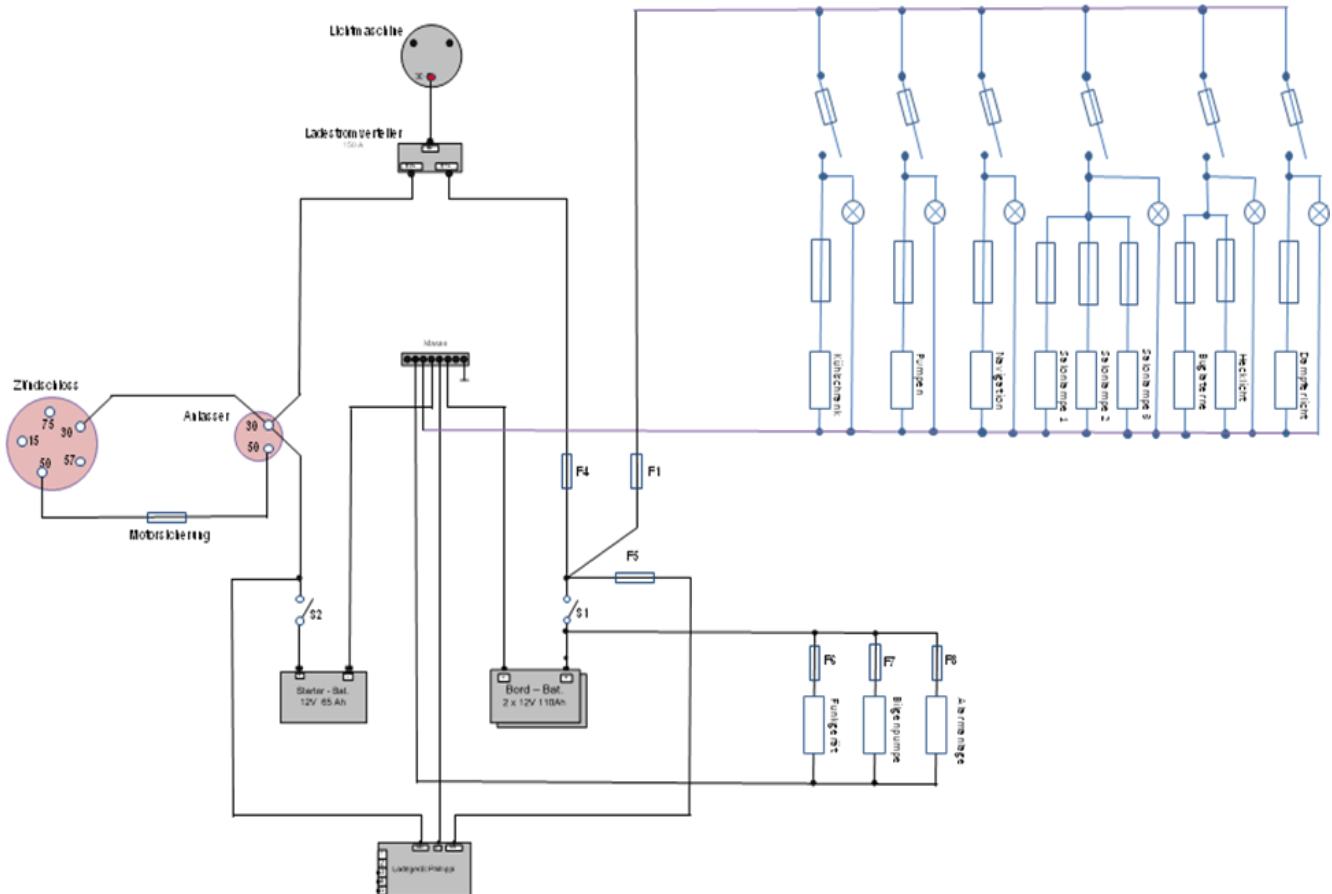 Lichtmaschine
30
Ladestromverteiler
150 A
Masse
Zündschloss
75
30
15
57
50
Anlasser
30
50
Motorsicherung
F4
F1
F5
S2
S1
Starter - Bat.
12V 65 Ah
Bord – Bat.
2 x 12V 110Ah
F6
F7
F8
Funkgerät
Bilgenpumpe
Alarmanlage
Kühlschrank
Pumpen
Navigation
Salonlampe 1
Salonlampe 2
Salonlampe 3
Buglaterne
Hecklicht
Dampferlicht
Ladegerät Philippi